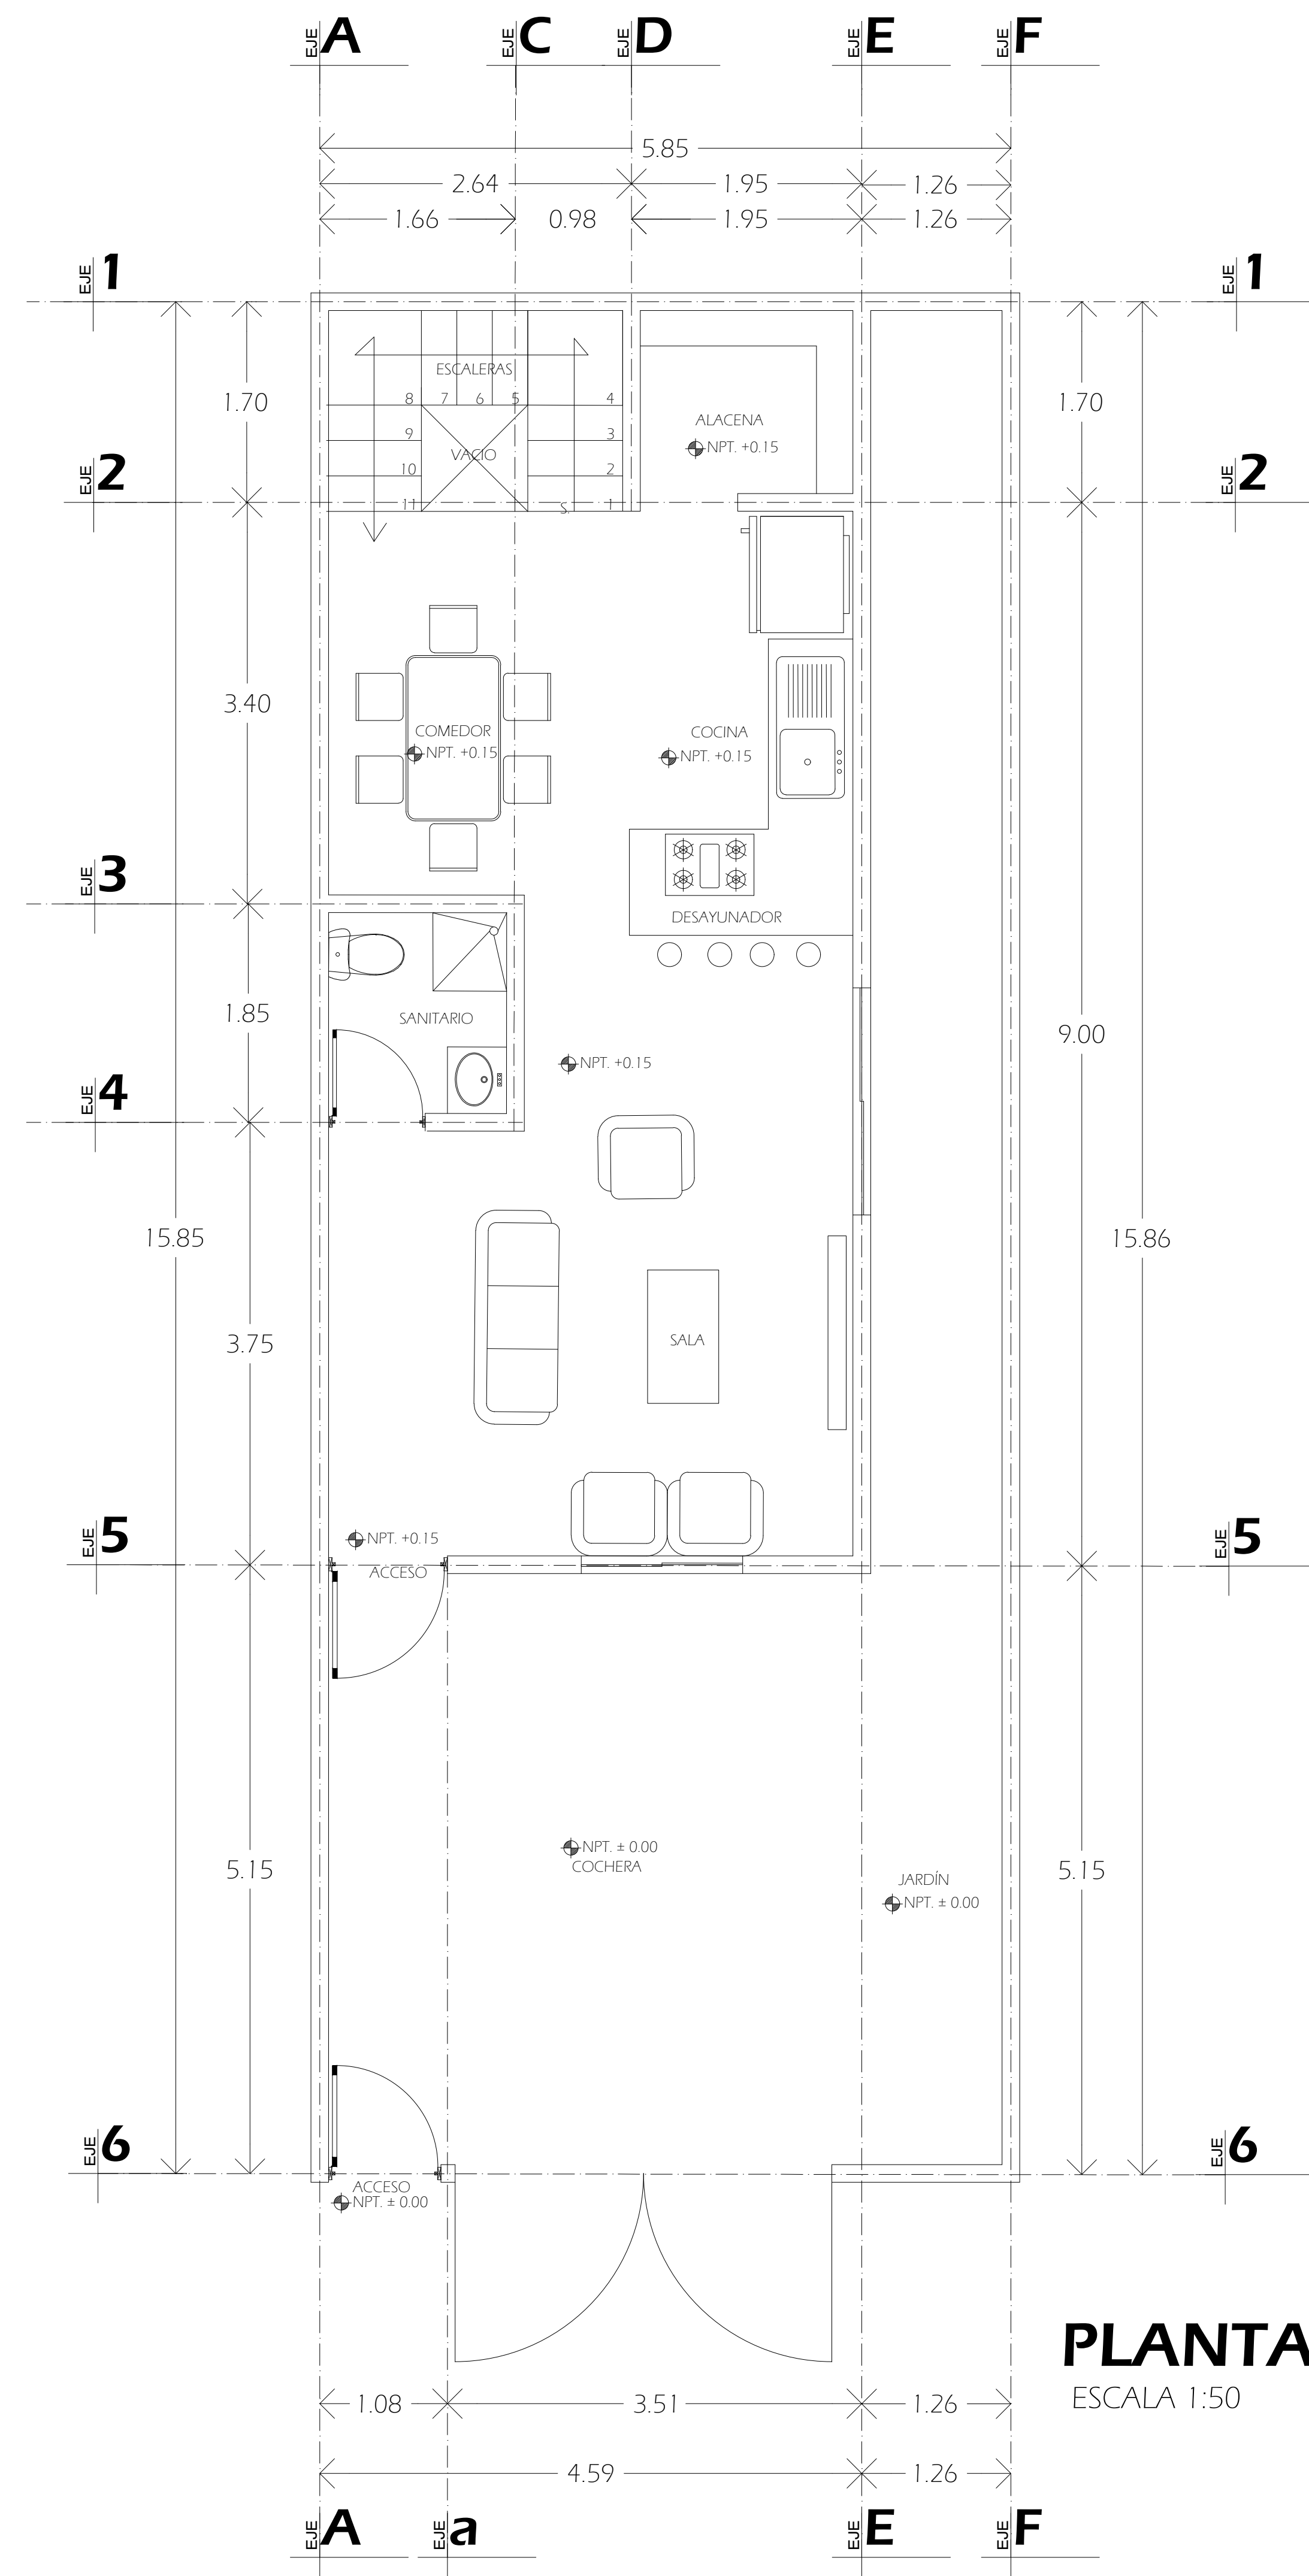 EJE A
EJE C
EJE D
EJE E
EJE F
5.85
2.64 1.95 1.26
1.66 0.98 1.95 1.26
EJE 1
EJE 1
ESCALERAS
8 7 6 5 4
1.70
1.70
ALACENA
NPT. +0.15
9 3
VACIO
10 2
11 S. 1
EJE 2
EJE 2
3.40
COMEDOR
NPT. +0.15
COCINA
NPT. +0.15
EJE 3
DESAYUNADOR
1.85
SANITARIO
9.00
NPT. +0.15
EJE 4
15.85
15.86
3.75
SALA
EJE 5
EJE 5
NPT. +0.15
ACCESO
NPT. ± 0.00
COCHERA
5.15
5.15
JARDÍN
NPT. ± 0.00
EJE 6
EJE 6
ACCESO
NPT. ± 0.00
PLANTA
ESCALA 1:50
1.08 3.51 1.26
4.59 1.26
EJE A
EJE a
EJE E
EJE F